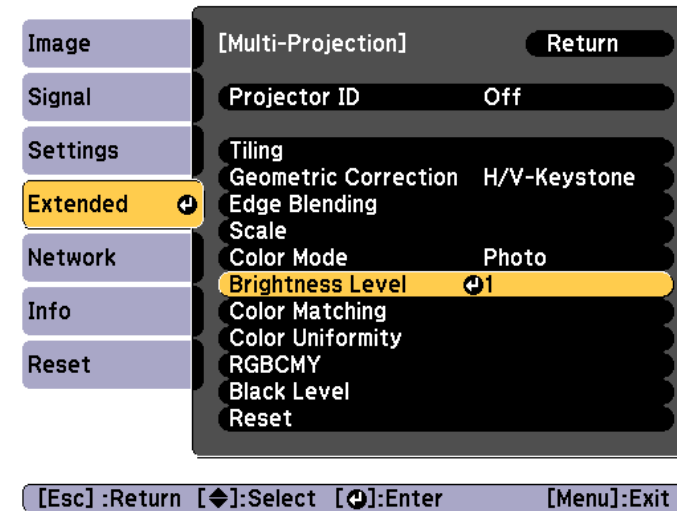 Image
Signal
Settings
Extended
Network
Info
Reset
[Multi-Projection] Return
Projector ID Off
Tiling
Geometric Correction H/V-Keystone
Edge Blending
Scale
Color Mode Photo
Brightness Level 1
Color Matching
Color Uniformity
RGBCMY
Black Level
Reset
[Esc] :Return [◆]:Select [⏎]:Enter [Menu]:Exit